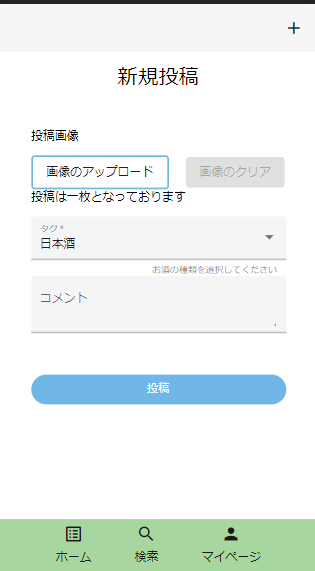 +
新規投稿
投稿画像
画像のアップロード 画像のクリア
投稿は一枚となっております
タグ *
日本酒
お酒の種類を選択してください
コメント
投稿
ホーム 検索 マイページ